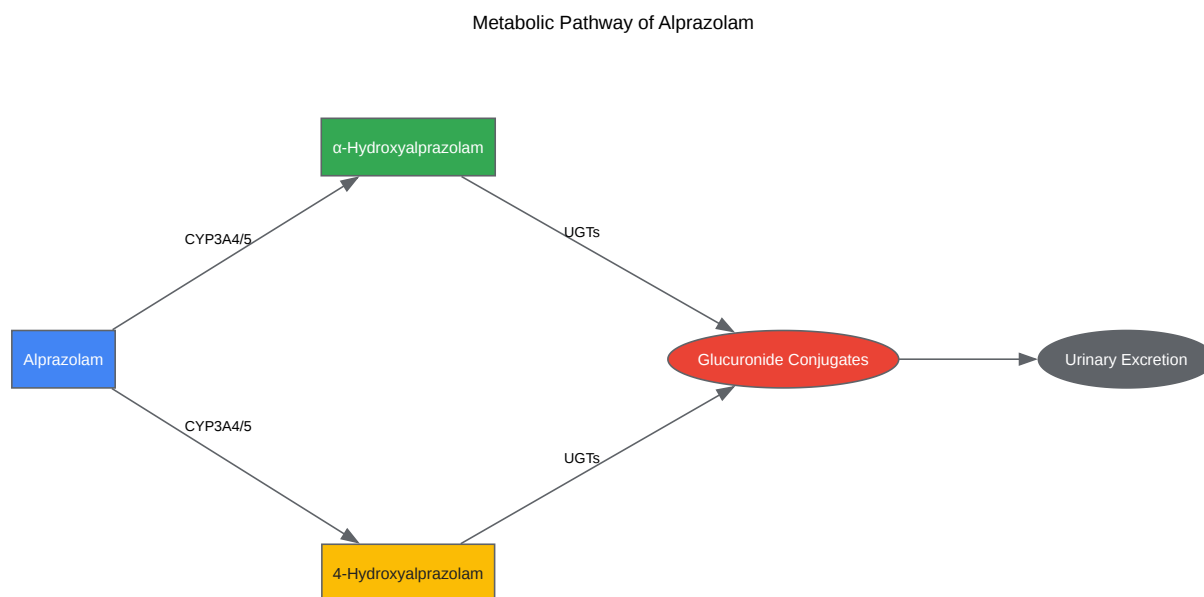 Metabolic Pathway of Alprazolam
α-Hydroxyalprazolam
CYP3A4/5
UGTs
Alprazolam
Glucuronide Conjugates
Urinary Excretion
CYP3A4/5
UGTs
4-Hydroxyalprazolam